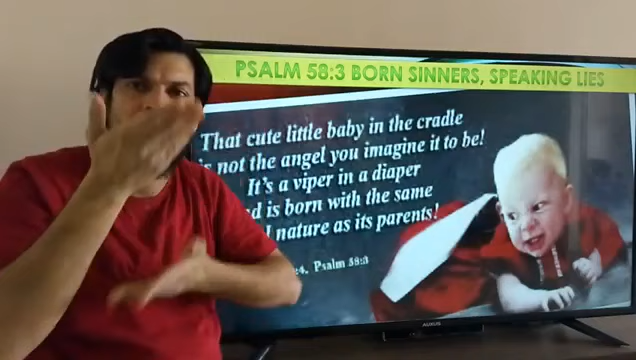 PSALM 58:3 BORN SINNERS, SPEAKING LIES
That cute little baby in the cradle
not the angel you imagine it to be!
It's a viper in a diaper
is born with the same
nature as its parents!
Psalm 58:3